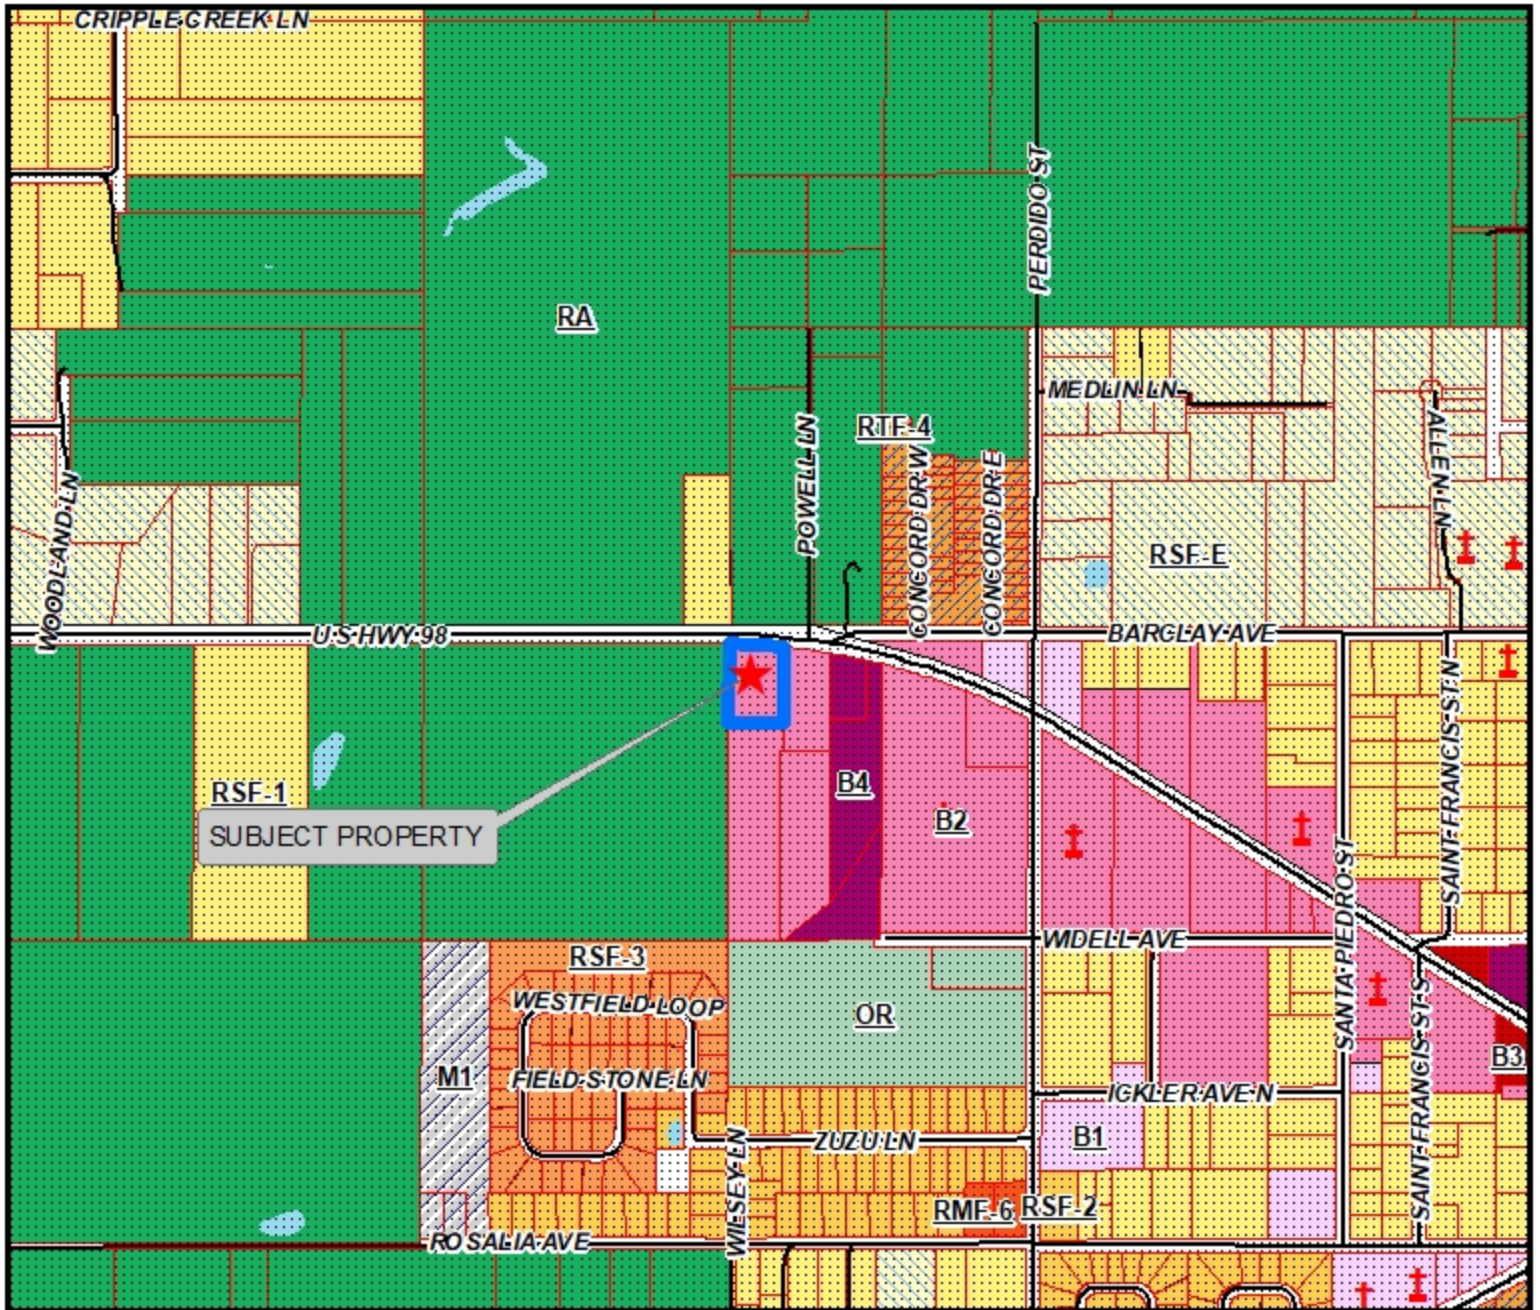 CRIPPLE CREEK LN
PERDIDO ST
RA
MEDLIN LN
RTF-4
POWELL LN
CONCORD DR W
CONCORD DR E
ALLEN LN
WOODLAND LN
RSF-E
U S HWY 98
BARCLAY AVE
SAINT FRANCIS ST N
B4
RSF-1
B2
SUBJECT PROPERTY
SANTA PIEDRO ST
WIDELL AVE
RSF-3
WESTFIELD LOOP
OR
SAINT FRANCIS ST S
B3
M1
FIELD STONE LN
ICKLER AVE N
B1
ZUZU LN
WILSEY LN
RMF-6
RSF-2
ROSALIA AVE